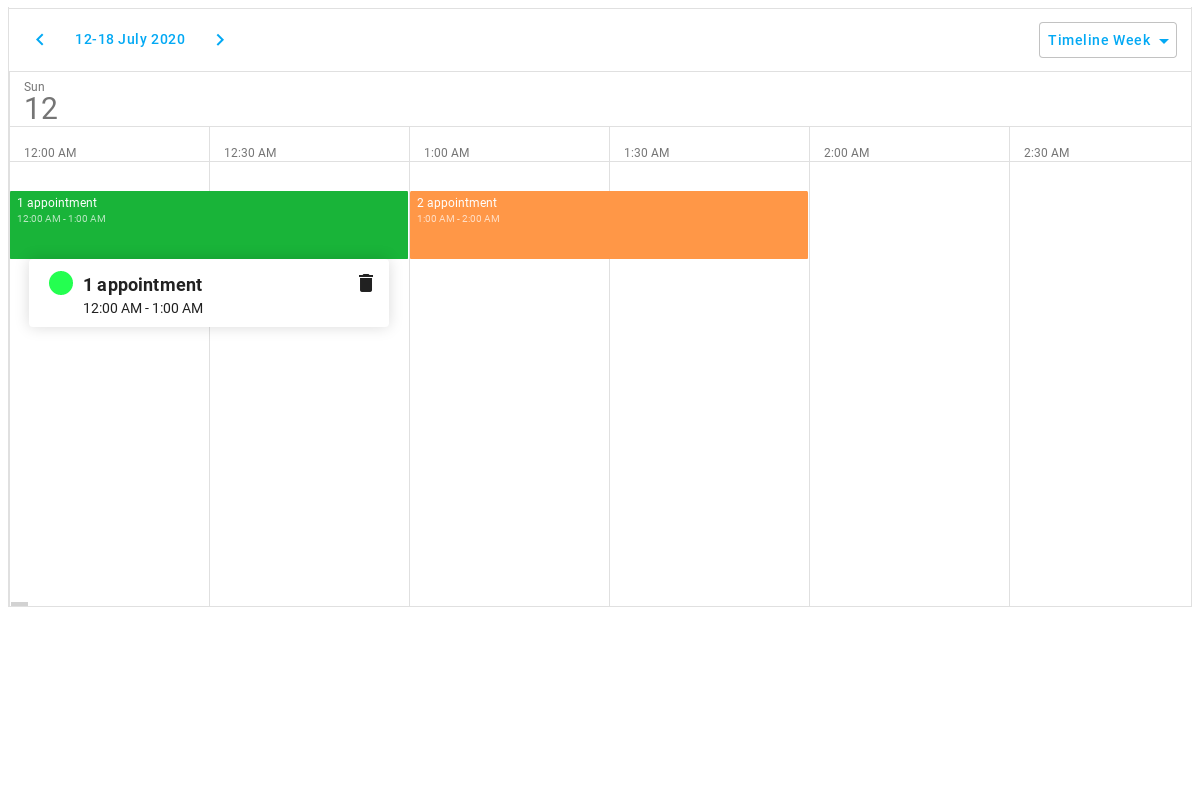 12-18 July 2020
Timeline Week
Sun
12
12:00 AM
12:30 AM
1:00 AM
1:30 AM
2:00 AM
2:30 AM
1 appointment
12:00 AM - 1:00 AM
2 appointment
1:00 AM - 2:00 AM
1 appointment
12:00 AM - 1:00 AM